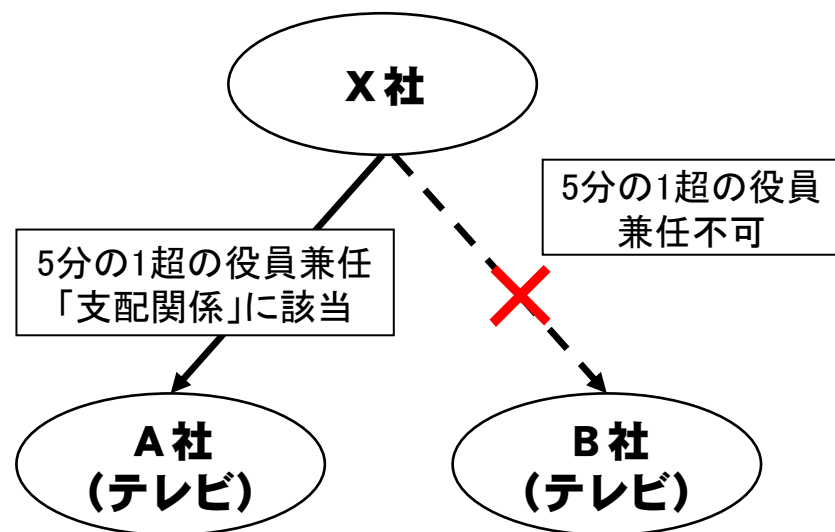 X社
5分の1超の役員
兼任不可
5分の1超の役員兼任
「支配関係」に該当
A社
(テレビ)
B社
(テレビ)